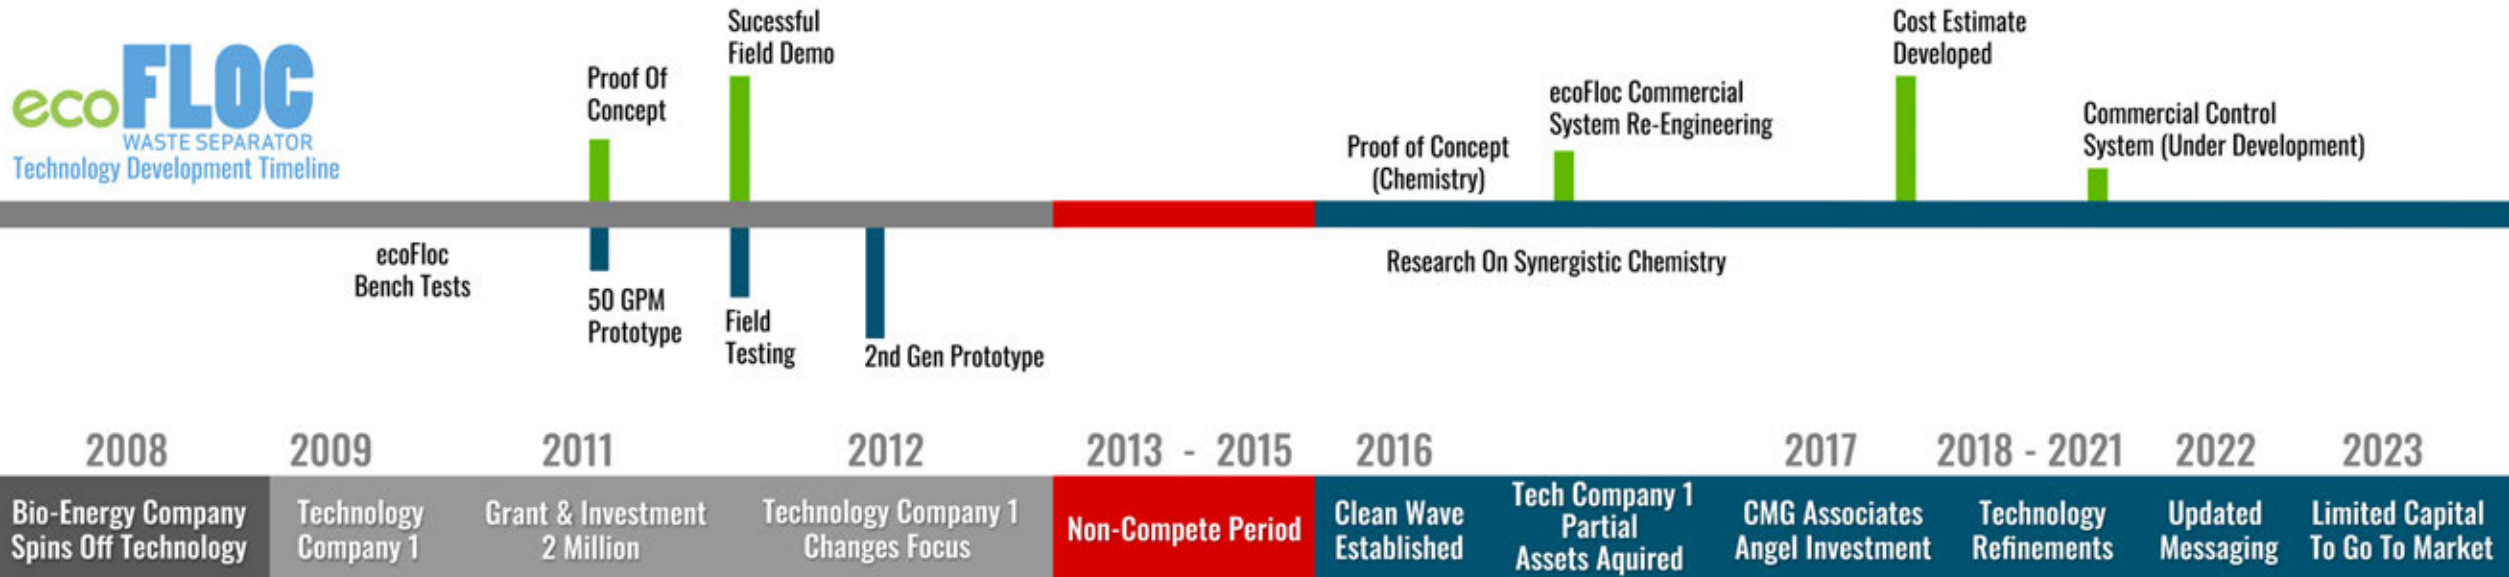 ecoFLOC
WASTE SEPARATOR
Technology Development Timeline
Proof Of
Concept
Sucessful
Field Demo
Proof of Concept
(Chemistry)
ecoFloc Commercial
System Re-Engineering
Cost Estimate
Developed
Commercial Control
System (Under Development)
ecoFloc
Bench Tests
50 GPM
Prototype
Field
Testing
2nd Gen Prototype
Research On Synergistic Chemistry
2008
Bio-Energy Company
Spins Off Technology
2009
Technology
Company 1
2011
Grant & Investment
2 Million
2012
Technology Company 1
Changes Focus
2013 - 2015
Non-Compete Period
2016
Clean Wave
Established
Tech Company 1
Partial
Assets Aquired
2017
CMG Associates
Angel Investment
2018 - 2021
Technology
Refinements
2022
Updated
Messaging
2023
Limited Capital
To Go To Market